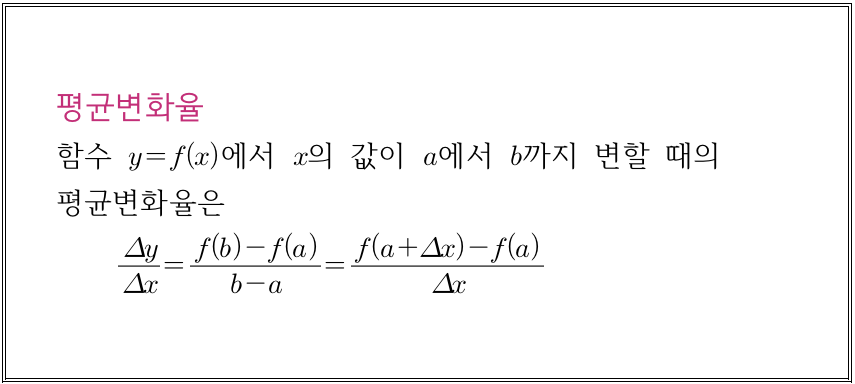 평균변화율
함수 y=f(x)에서 x의 값이 a에서 b까지 변할 때의
평균변화율은
Δy/Δx = f(b)−f(a)/b−a = f(a+Δx)−f(a)/Δx